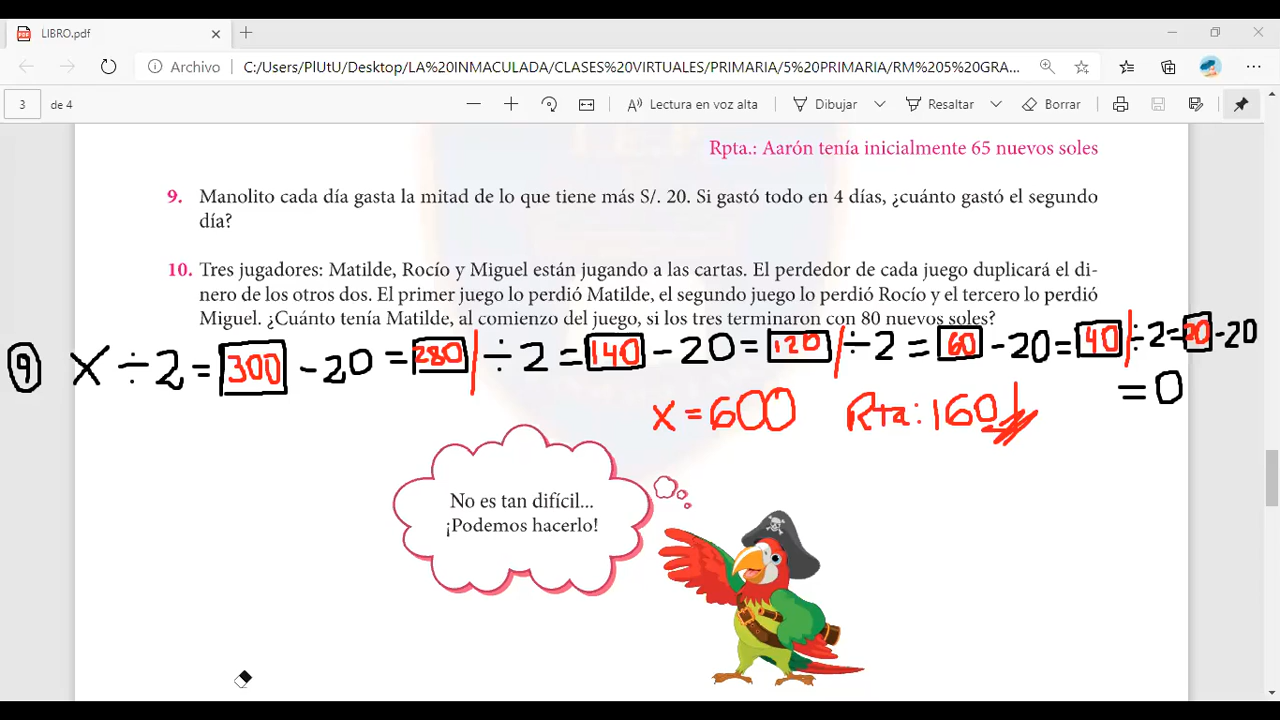 LIBRO.pdf
Archivo C:/Users/PlUtU/Desktop/LA%20INMACULADA/CLASES%20VIRTUALES/PRIMARIA/5%20PRIMARIA/RM%205%20GRA...
3 de 4 Lectura en voz alta Dibujar Resaltar Borrar
Rpta.: Aarón tenía inicialmente 65 nuevos soles
9. Manolito cada día gasta la mitad de lo que tiene más S/. 20. Si gastó todo en 4 días, ¿cuánto gastó el segundo
día?
10. Tres jugadores: Matilde, Rocío y Miguel están jugando a las cartas. El perdedor de cada juego duplicará el di-
nero de los otros dos. El primer juego lo perdió Matilde, el segundo juego lo perdió Rocío y el tercero lo perdió
Miguel. ¿Cuánto tenía Matilde, al comienzo del juego, si los tres terminaron con 80 nuevos soles?
9 X ÷ 2 = 300 - 20 = 280 / ÷ 2 = 140 - 20 = 120 / ÷ 2 = 60 - 20 = 40 / ÷ 2 = 20 - 20
= 0
x = 600 Rta: 160
No es tan difícil...
¡Podemos hacerlo!